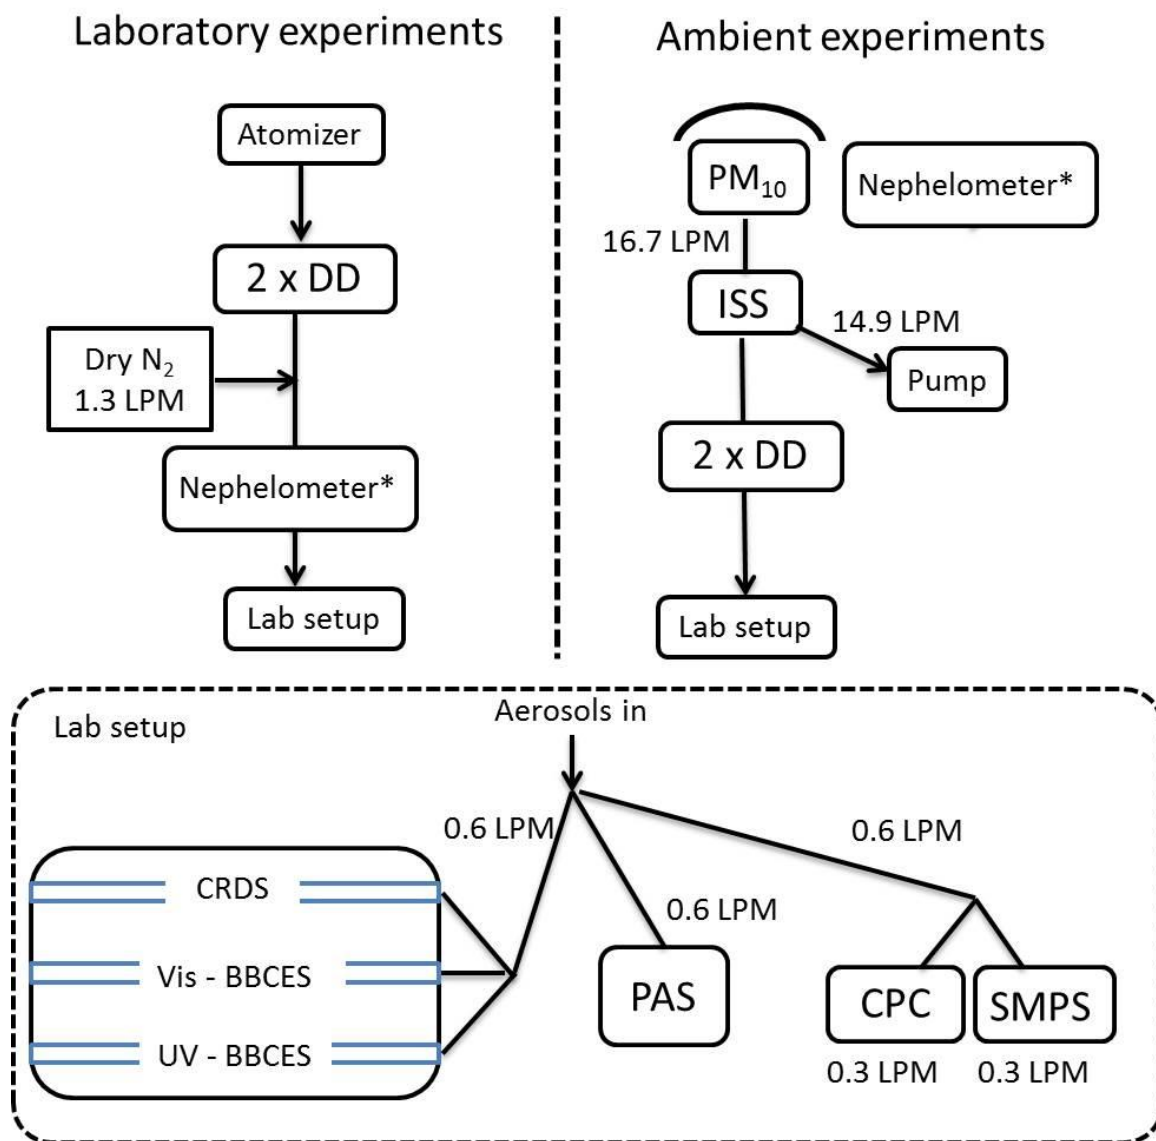 Laboratory experiments
Atomizer
2 x DD
Dry N₂
1.3 LPM
Nephelometer*
Lab setup
Ambient experiments
PM₁₀
Nephelometer*
16.7 LPM
ISS
14.9 LPM
Pump
2 x DD
Lab setup
Lab setup
Aerosols in
0.6 LPM
0.6 LPM
0.6 LPM
CRDS
Vis - BBCES
UV - BBCES
PAS
CPC
SMPS
0.3 LPM
0.3 LPM